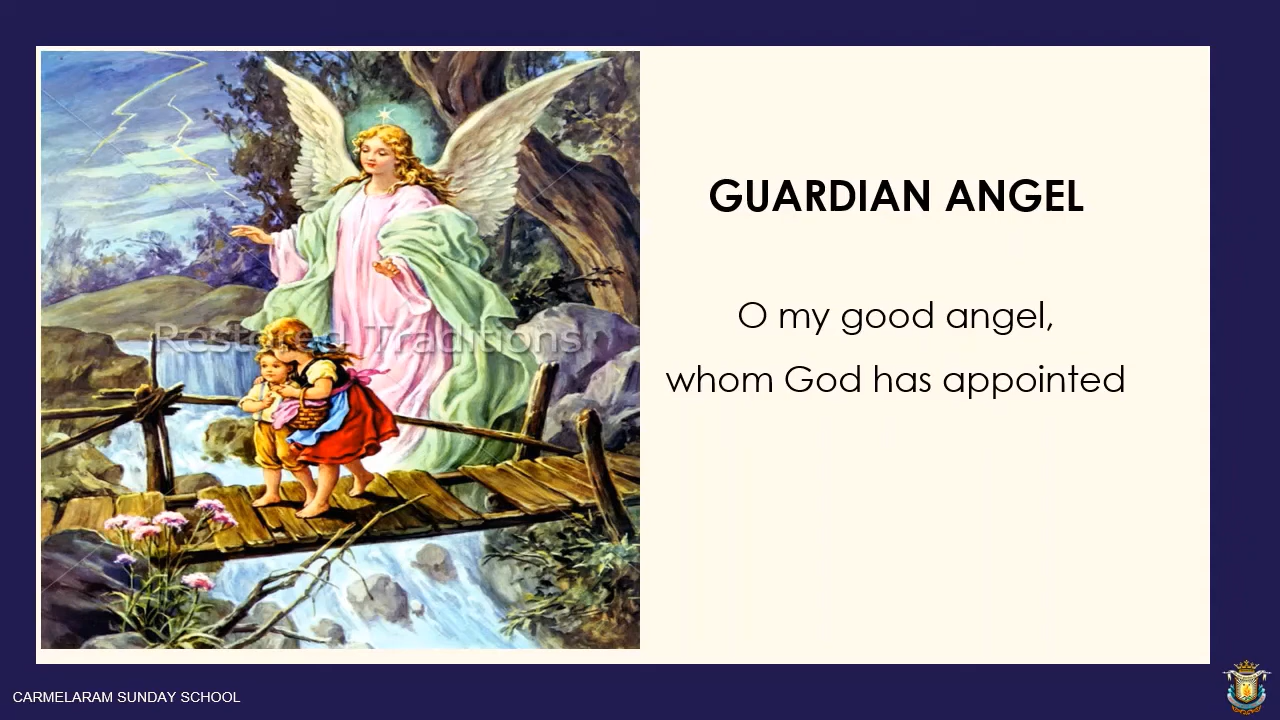 GUARDIAN ANGEL
O my good angel,
whom God has appointed
Restored Traditions
CARMELARAM SUNDAY SCHOOL